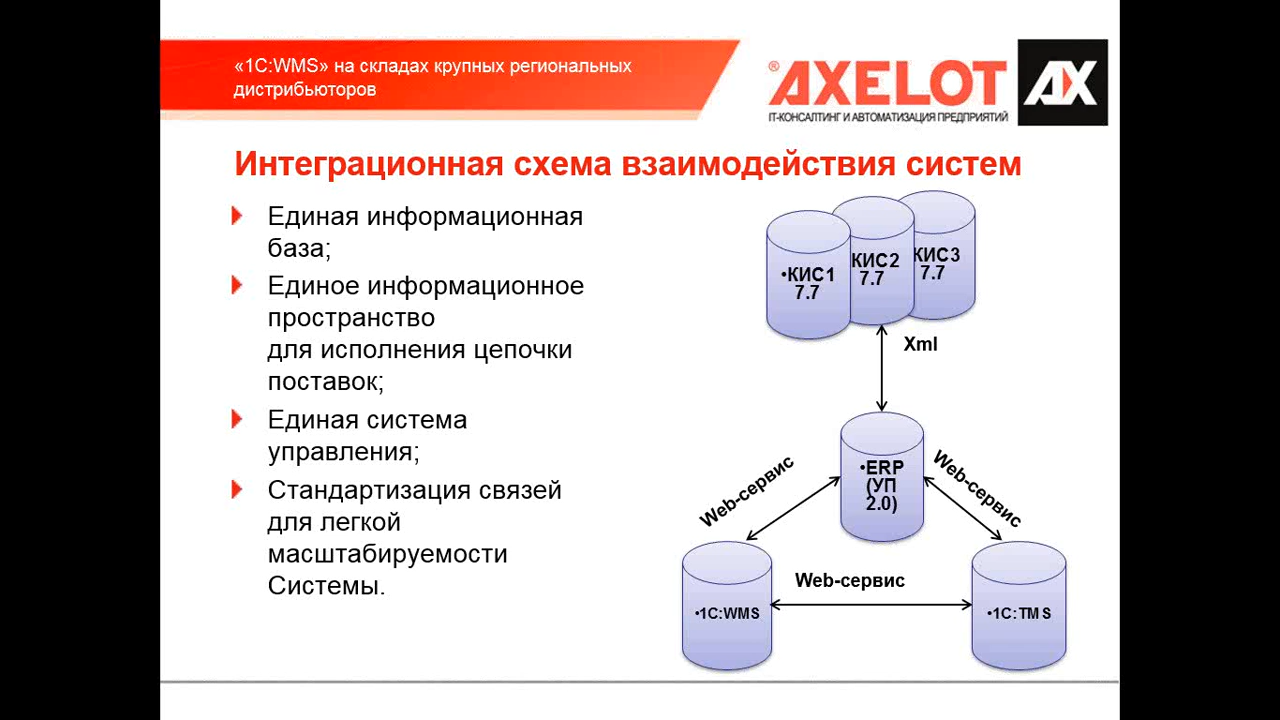 «1С:WMS» на складах крупных региональных
дистрибьюторов
® AXELOT AX
IT-КОНСАЛТИНГ И АВТОМАТИЗАЦИЯ ПРЕДПРИЯТИЙ
Интеграционная схема взаимодействия систем
Единая информационная
база;
Единое информационное
пространство
для исполнения цепочки
поставок;
Единая система
управления;
Стандартизация связей
для легкой
масштабируемости
Системы.
•КИС1
7.7
КИС2
7.7
КИС3
7.7
Xml
•ERP
(УП
2.0)
Web-сервис
Web-сервис
Web-сервис
•1С:WMS
•1С:TMS